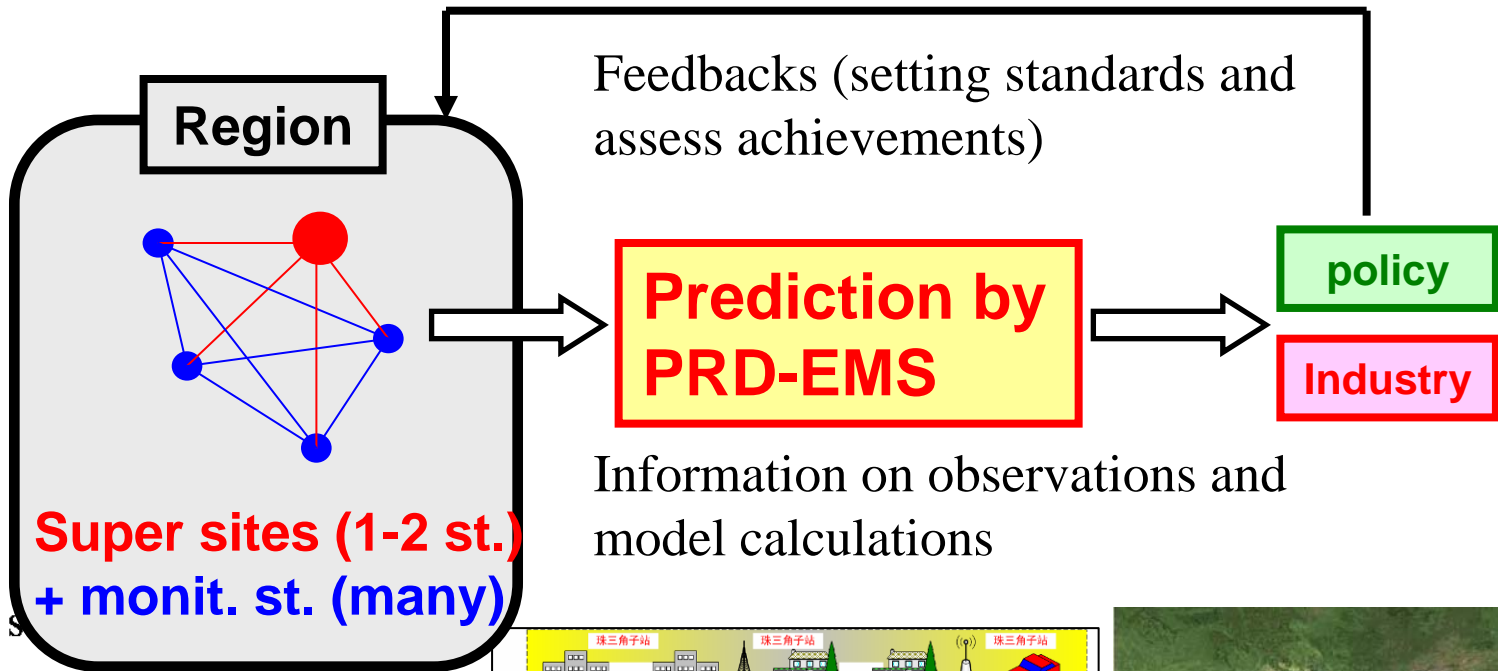 Feedbacks (setting standards and
assess achievements)
Region
Prediction by
PRD-EMS
policy
Industry
Information on observations and
model calculations
Super sites (1-2 st.)
+ monit. st. (many)
s
珠三角子站
珠三角子站
珠三角子站